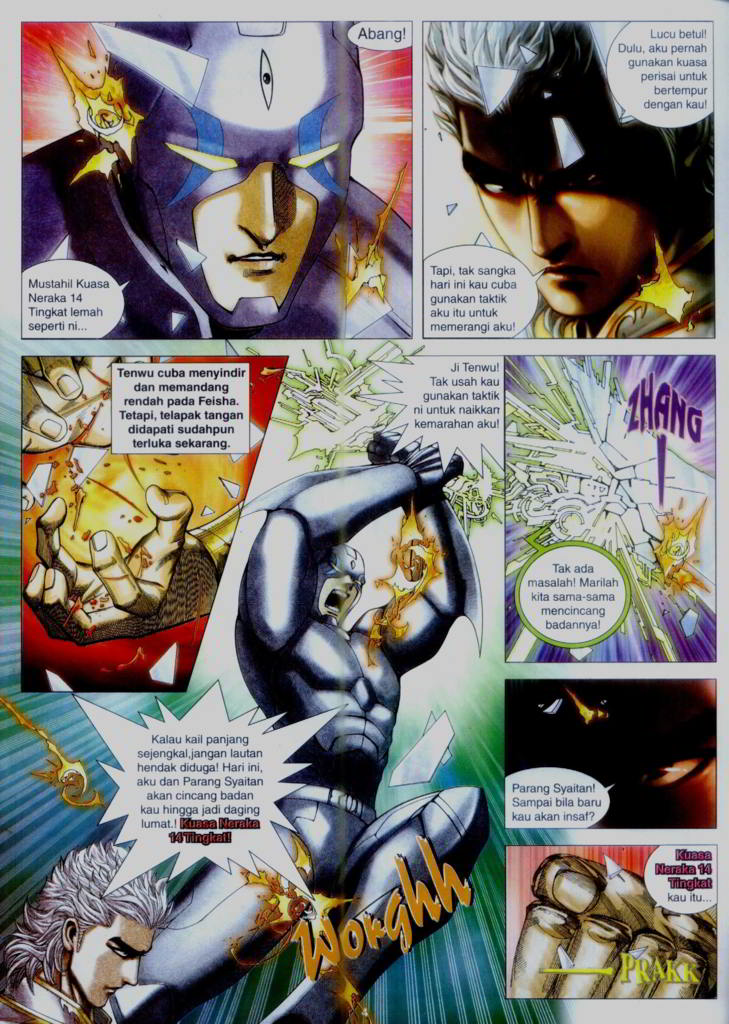 Abang!
Mustahil Kuasa
Neraka 14
Tingkat lemah
seperti ni...
Lucu betul!
Dulu, aku pernah
gunakan kuasa
perisai untuk
bertempur
dengan kau!
Tapi, tak sangka
hari ini kau cuba
gunakan taktik
aku itu untuk
memerangi aku!
Tenwu cuba menyindir
dan memandang
rendah pada Feisha.
Tetapi, telapak tangan
didapati sudahpun
terluka sekarang.
Ji Tenwu!
Tak usah kau
gunakan taktik
ni untuk naikkan
kemarahan aku!
ZHANG
!
Tak ada
masalah! Marilah
kita sama-sama
mencincang
badannya!
Kalau kail panjang
sejengkal,jangan lautan
hendak diduga! Hari ini,
aku dan Parang Syaitan
akan cincang badan
kau hingga jadi daging
lumat.! Kuasa Neraka
14 Tingkat!
WORGHH
Parang Syaitan!
Sampai bila baru
kau akan insaf?
Kuasa
Neraka 14
Tingkat
kau itu...
PRAKK
4